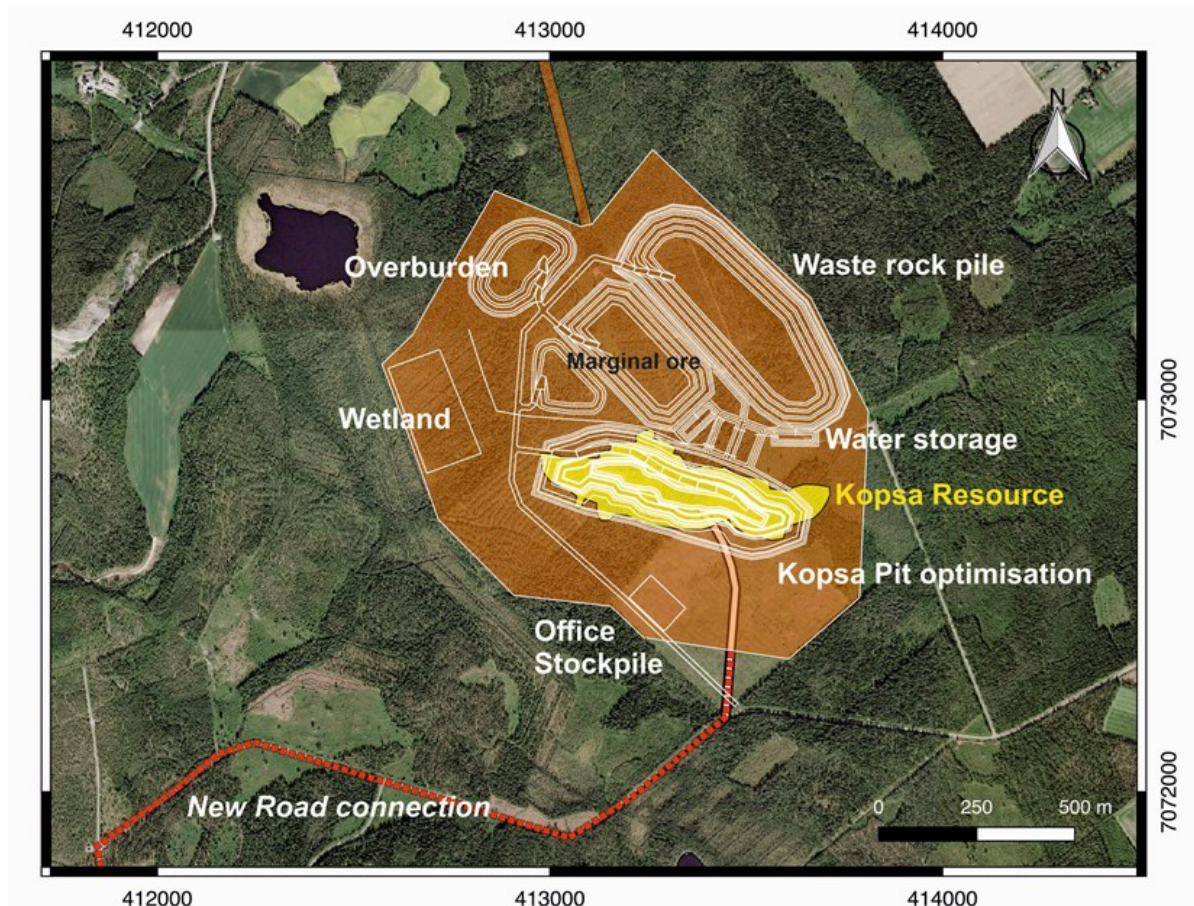 412000 413000 414000
N
Overburden
Waste rock pile
Marginal ore
7073000
7073000
Wetland
Water storage
Kopsa Resource
Kopsa Pit optimisation
Office
Stockpile
New Road connection
0 250 500 m
7072000
412000 413000 414000